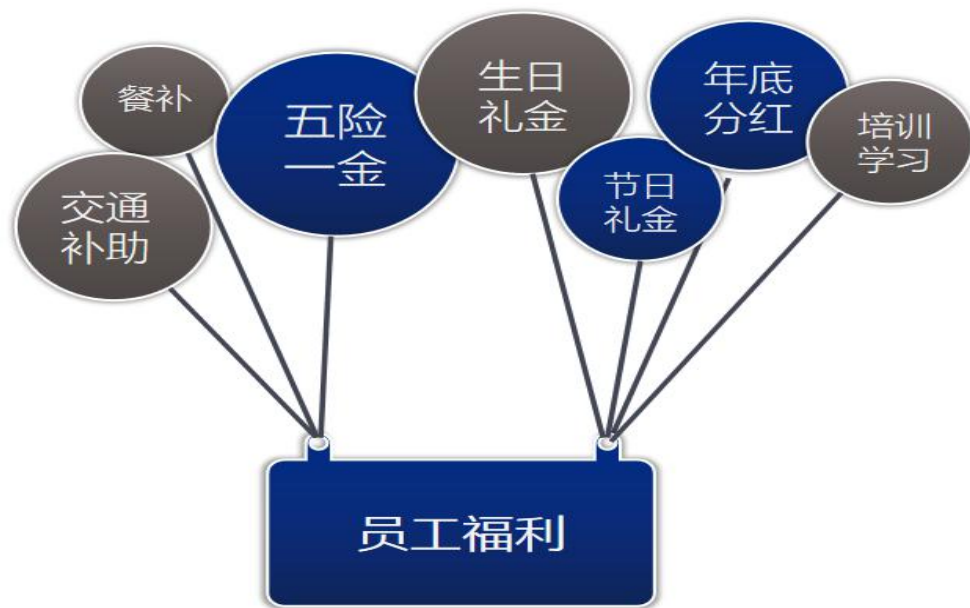 餐补
交通
补助
五险
一金
生日
礼金
节日
礼金
年底
分红
培训
学习
员工福利